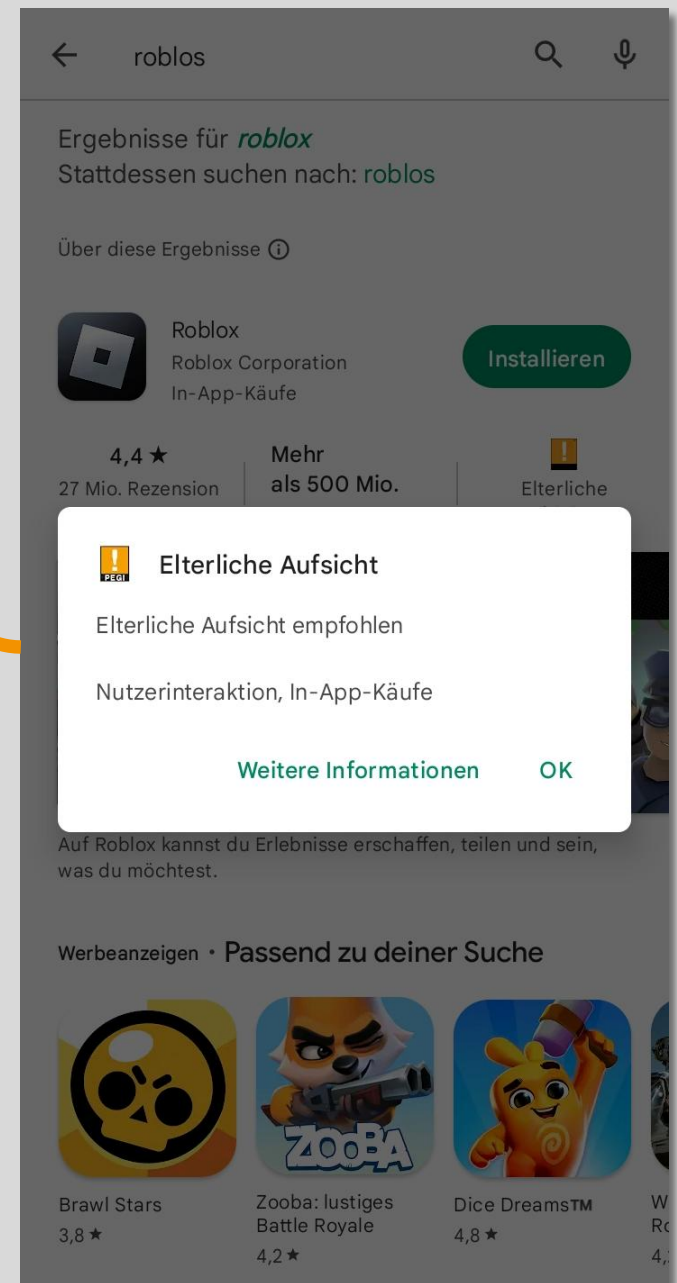 roblos
Ergebnisse für roblox
Stattdessen suchen nach: roblos
Über diese Ergebnisse
Roblox
Roblox Corporation
In-App-Käufe
Installieren
4,4 ★
27 Mio. Rezension
Mehr
als 500 Mio.
!
Elterliche
!
PEGI
Elterliche Aufsicht
Elterliche Aufsicht empfohlen
Nutzerinteraktion, In-App-Käufe
Weitere Informationen OK
Auf Roblox kannst du Erlebnisse erschaffen, teilen und sein,
was du möchtest.
Werbeanzeigen • Passend zu deiner Suche
ZOOBA
Brawl Stars
3,8 ★
Zooba: lustiges
Battle Royale
4,2 ★
Dice Dreams™
4,8 ★